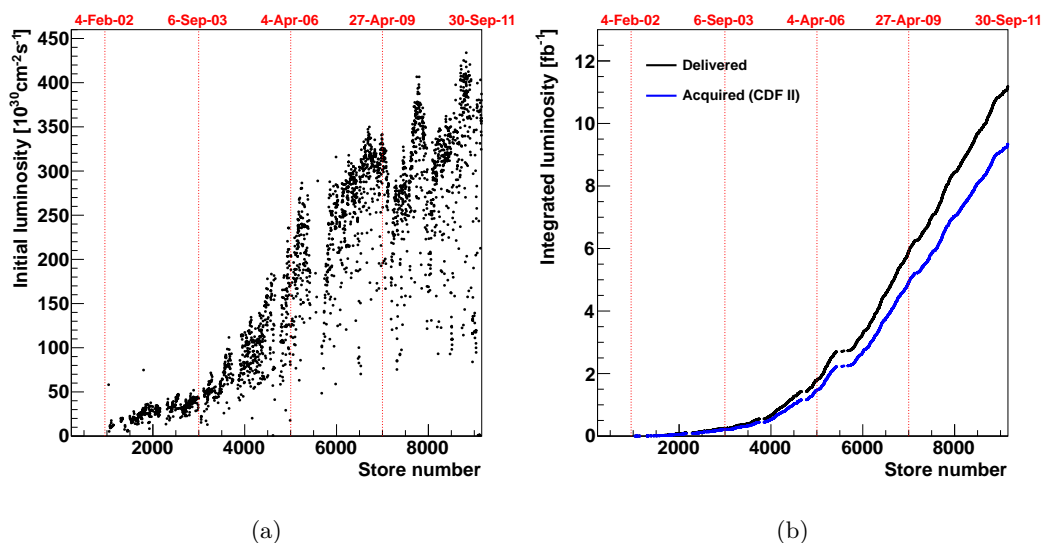 4-Feb-02 6-Sep-03 4-Apr-06 27-Apr-09 30-Sep-11
Initial luminosity [10³⁰cm⁻²s⁻¹]
450
400
350
300
250
200
150
100
50
0
2000 4000 6000 8000
Store number
(a)
4-Feb-02 6-Sep-03 4-Apr-06 27-Apr-09 30-Sep-11
Integrated luminosity [fb⁻¹]
Delivered
Acquired (CDF II)
12
10
8
6
4
2
0
2000 4000 6000 8000
Store number
(b)